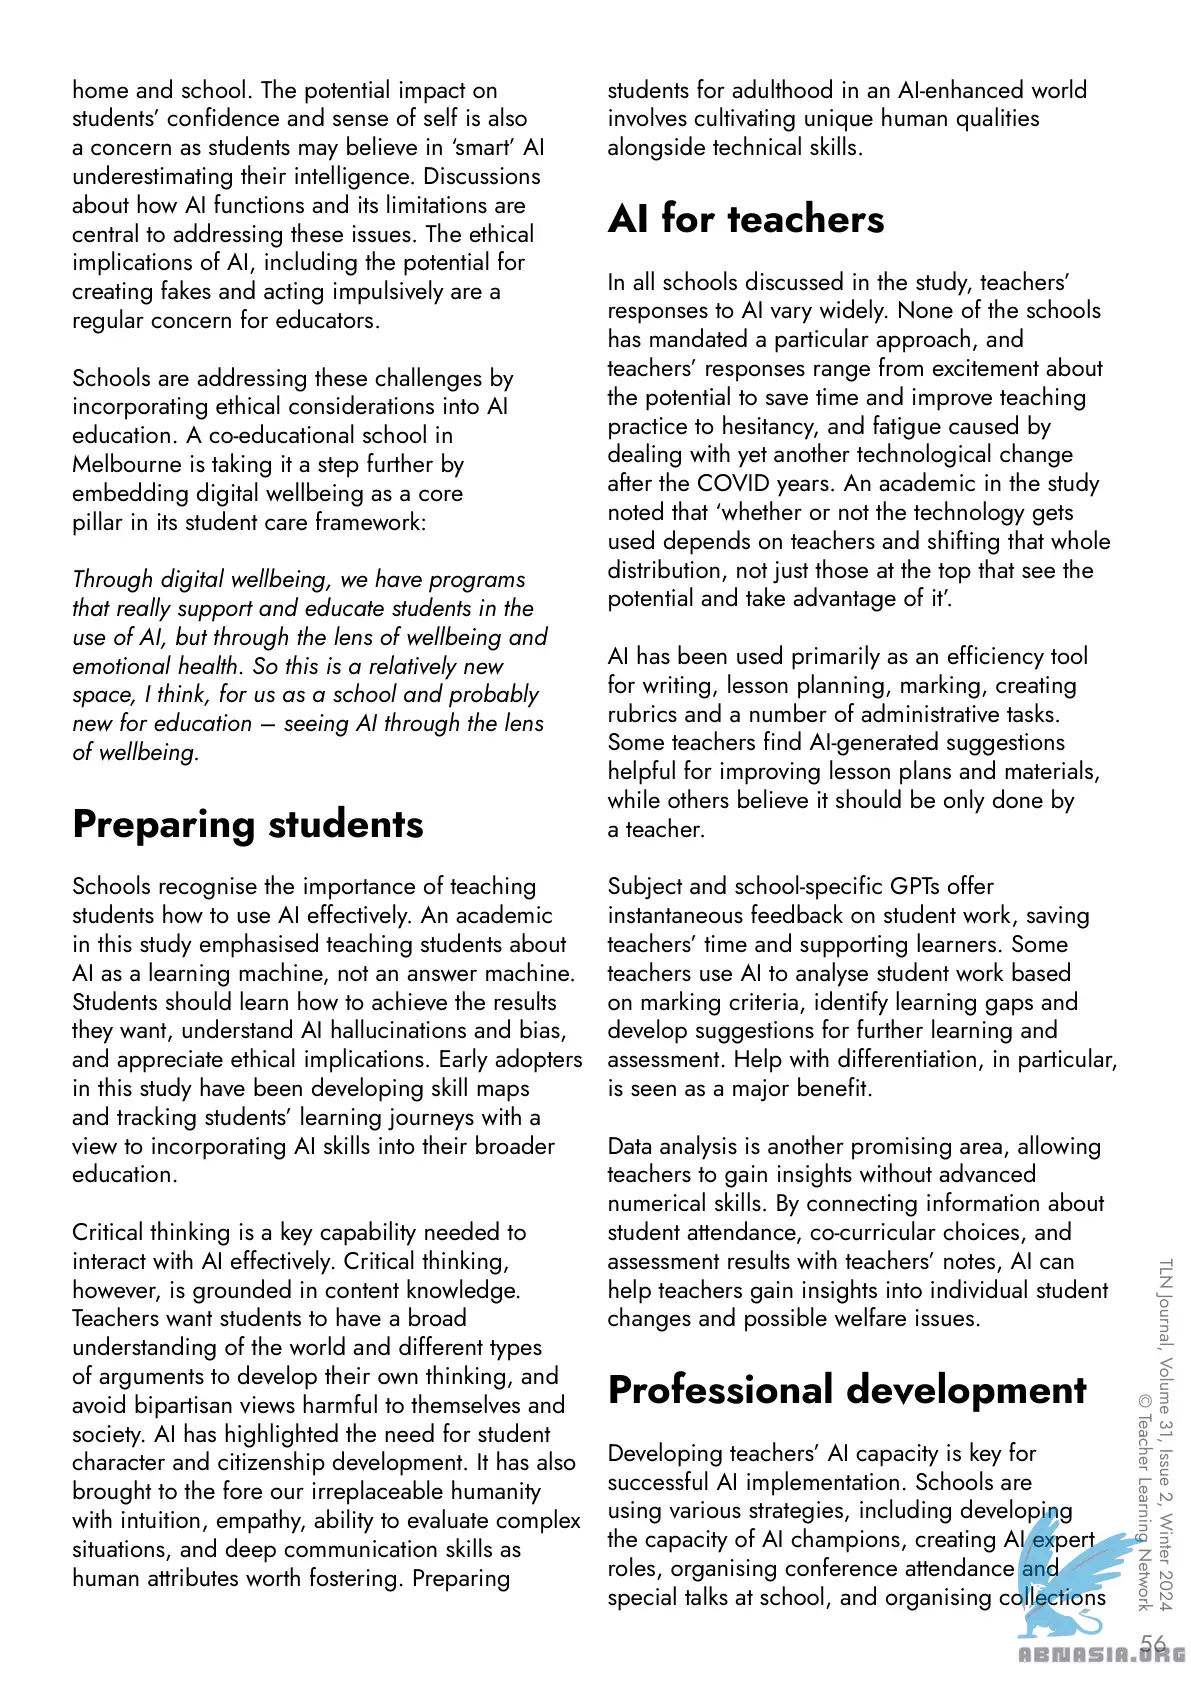 home and school. The potential impact on
students’ confidence and sense of self is also
a concern as students may believe in ‘smart’ AI
underestimating their intelligence. Discussions
about how AI functions and its limitations are
central to addressing these issues. The ethical
implications of AI, including the potential for
creating fakes and acting impulsively are a
regular concern for educators.
Schools are addressing these challenges by
incorporating ethical considerations into AI
education. A co-educational school in
Melbourne is taking it a step further by
embedding digital wellbeing as a core
pillar in its student care framework:
Through digital wellbeing, we have programs
that really support and educate students in the
use of AI, but through the lens of wellbeing and
emotional health. So this is a relatively new
space, I think, for us as a school and probably
new for education – seeing AI through the lens
of wellbeing.
Preparing students
Schools recognise the importance of teaching
students how to use AI effectively. An academic
in this study emphasised teaching students about
AI as a learning machine, not an answer machine.
Students should learn how to achieve the results
they want, understand AI hallucinations and bias,
and appreciate ethical implications. Early adopters
in this study have been developing skill maps
and tracking students’ learning journeys with a
view to incorporating AI skills into their broader
education.
Critical thinking is a key capability needed to
interact with AI effectively. Critical thinking,
however, is grounded in content knowledge.
Teachers want students to have a broad
understanding of the world and different types
of arguments to develop their own thinking, and
avoid bipartisan views harmful to themselves and
society. AI has highlighted the need for student
character and citizenship development. It has also
brought to the fore our irreplaceable humanity
with intuition, empathy, ability to evaluate complex
situations, and deep communication skills as
human attributes worth fostering. Preparing
students for adulthood in an AI-enhanced world
involves cultivating unique human qualities
alongside technical skills.
AI for teachers
In all schools discussed in the study, teachers’
responses to AI vary widely. None of the schools
has mandated a particular approach, and
teachers’ responses range from excitement about
the potential to save time and improve teaching
practice to hesitancy, and fatigue caused by
dealing with yet another technological change
after the COVID years. An academic in the study
noted that ‘whether or not the technology gets
used depends on teachers and shifting that whole
distribution, not just those at the top that see the
potential and take advantage of it’.
AI has been used primarily as an efficiency tool
for writing, lesson planning, marking, creating
rubrics and a number of administrative tasks.
Some teachers find AI-generated suggestions
helpful for improving lesson plans and materials,
while others believe it should be only done by
a teacher.
Subject and school-specific GPTs offer
instantaneous feedback on student work, saving
teachers’ time and supporting learners. Some
teachers use AI to analyse student work based
on marking criteria, identify learning gaps and
develop suggestions for further learning and
assessment. Help with differentiation, in particular,
is seen as a major benefit.
Data analysis is another promising area, allowing
teachers to gain insights without advanced
numerical skills. By connecting information about
student attendance, co-curricular choices, and
assessment results with teachers’ notes, AI can
help teachers gain insights into individual student
changes and possible welfare issues.
Professional development
Developing teachers’ AI capacity is key for
successful AI implementation. Schools are
using various strategies, including developing
the capacity of AI champions, creating AI expert
roles, organising conference attendance and
special talks at school, and organising collections
TLN Journal, Volume 31, Issue 2, Winter 2024
© Teacher Learning Network
56
ABNASIA.ORG